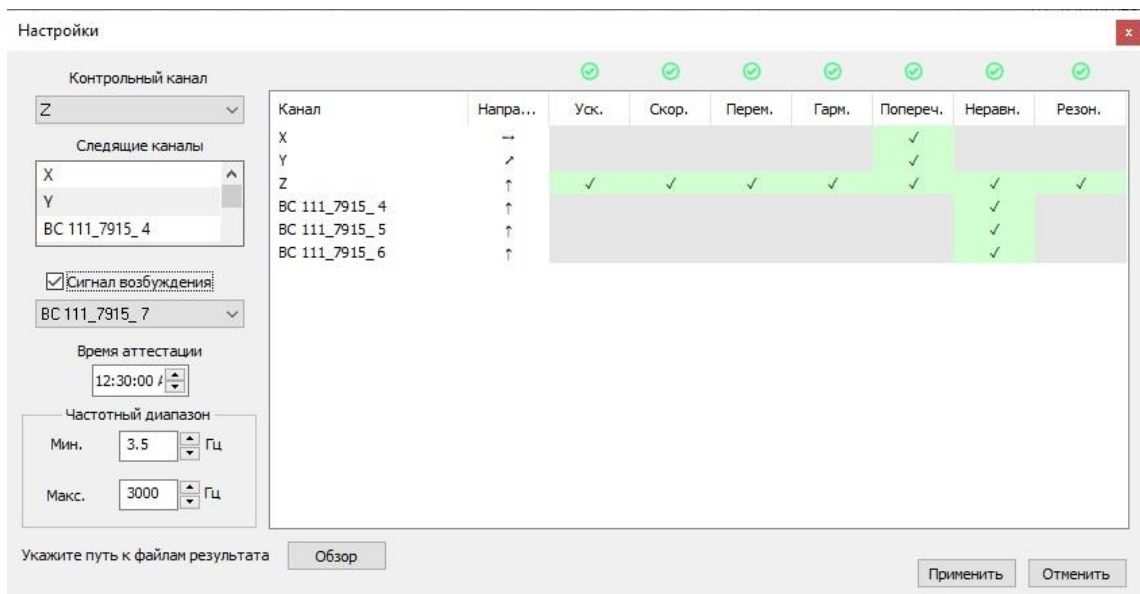 Настройки
x
Контрольный канал
Z
Следящие каналы
X
Y
BC 111_7915_ 4
Сигнал возбуждения
BC 111_7915_ 7
Время аттестации
12:30:00 A
Частотный диапазон
Мин. 3.5 Гц
Макс. 3000 Гц
Канал Напра... Уск. Скор. Перем. Гарм. Попереч. Неравн. Резон.
X → ✓
Y ↗ ✓
Z ↑ ✓ ✓ ✓ ✓ ✓ ✓ ✓
BC 111_7915_ 4 ↑ ✓
BC 111_7915_ 5 ↑ ✓
BC 111_7915_ 6 ↑ ✓
Укажите путь к файлам результата Обзор
Применить Отменить